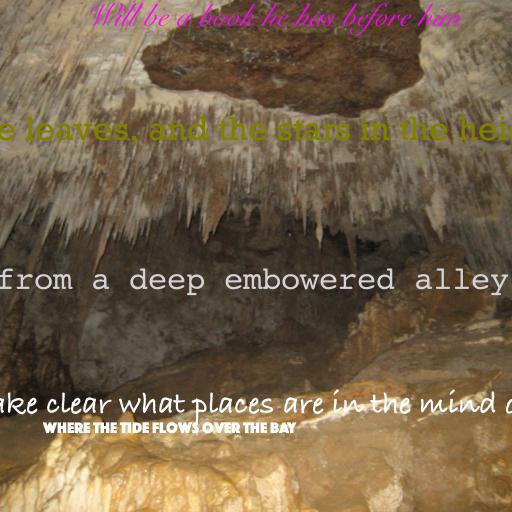 Will be a book he has before him
e leaves, and the stars in the hei
from a deep embowered alley
ake clear what places are in the mind o
WHERE THE TIDE FLOWS OVER THE BAY